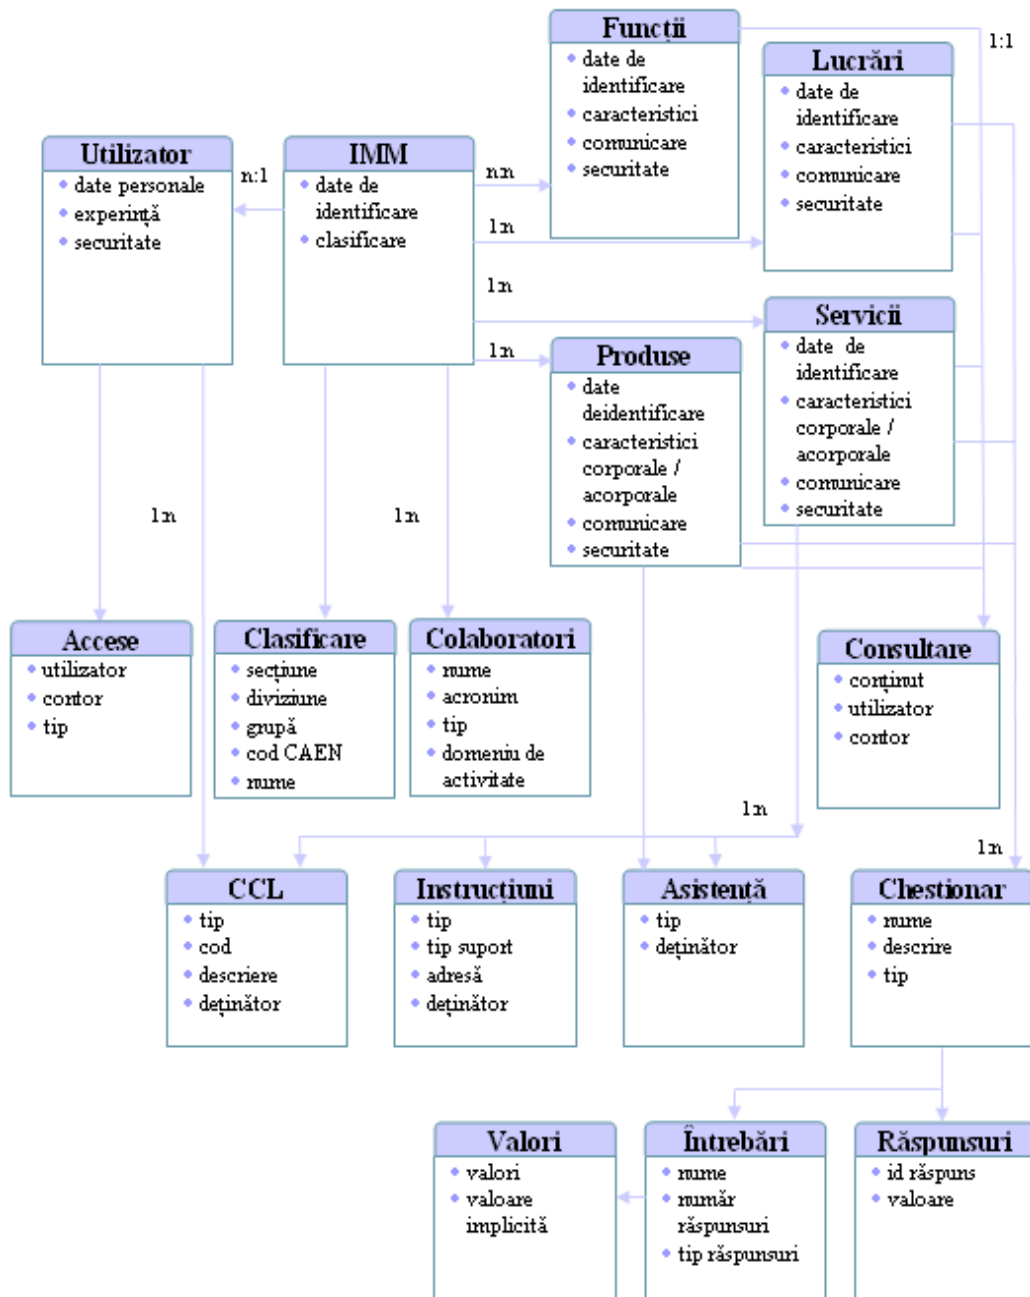 Funcții
date de
identificare
caracteristici
comunicare
securitate
1:1
Lucrări
date de
identificare
caracteristici
comunicare
securitate
Utilizator
date personale
experință
securitate
n:1
IMM
date de
identificare
clasificare
n:n
1:n
1:n
1:n
Servicii
date de
identificare
caracteristici
corporale /
acorporale
comunicare
securitate
Produse
date
deidentificare
caracteristici
corporale /
acorporale
comunicare
securitate
1:n
1:n
Accese
utilizator
contor
tip
Clasificare
secțiune
diviziune
grupă
cod CAEN
nume
Colaboratori
nume
acronim
tip
domeniu de
activitate
Consultare
conținut
utilizator
contor
1:n
1:n
CCL
tip
cod
descriere
deținător
Instrucțiuni
tip
tip suport
adresă
deținător
Asistență
tip
deținător
Chestionar
nume
descrire
tip
Valori
valori
valoare
implicită
Întrebări
nume
număr
răspunsuri
tip răspunsuri
Răspunsuri
id răspuns
valoare